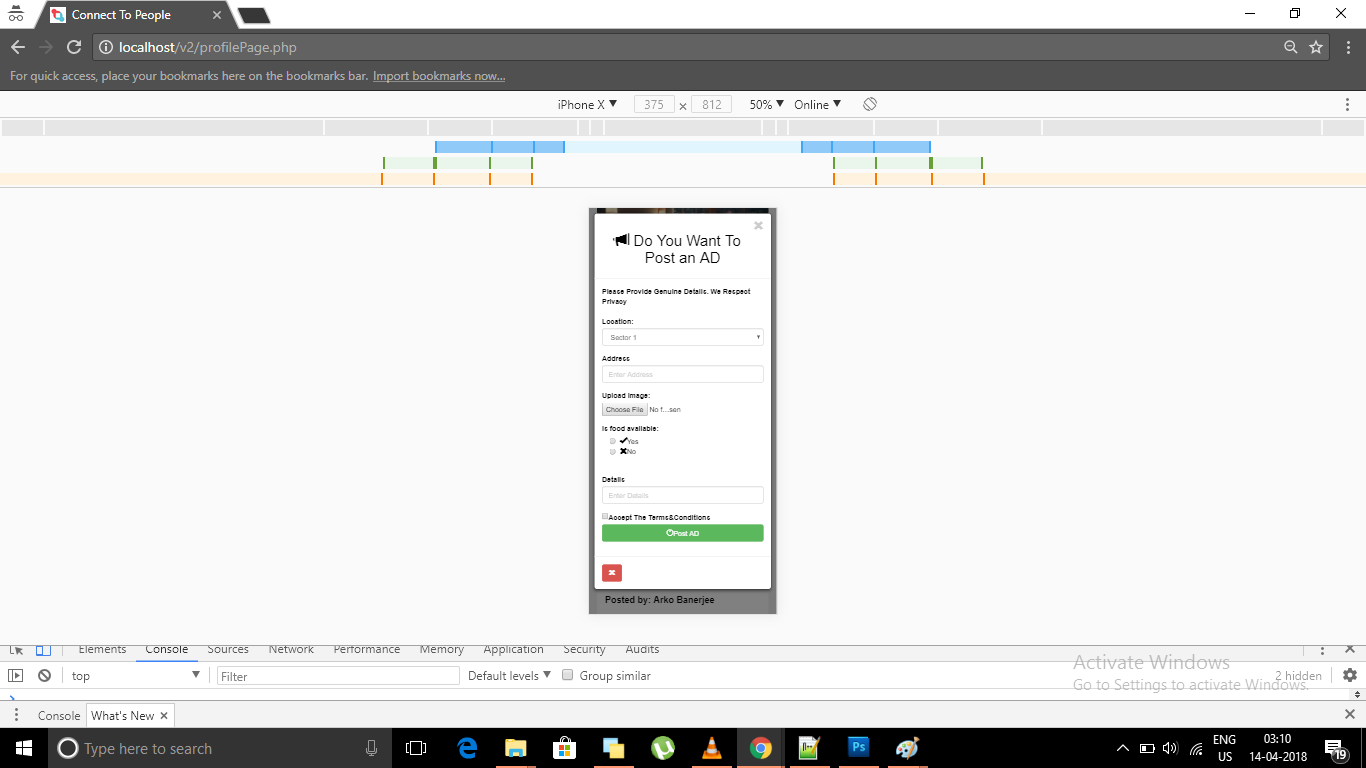 Connect To People
localhost/v2/profilePage.php
For quick access, place your bookmarks here on the bookmarks bar. Import bookmarks now...
iPhone X ▼ 375 x 812 50% ▼ Online ▼
Do You Want To
Post an AD
Please Provide Genuine Details. We Respect
Privacy
Location:
Sector 1
Address
Enter Address
Upload Image:
Choose File No f...sen
Is food available:
Yes
No
Details
Enter Details
Accept The Terms&Conditions
Post AD
Posted by: Arko Banerjee
Elements Console Sources Network Performance Memory Application Security Audits
top ▼ Filter Default levels ▼ Group similar 2 hidden
Activate Windows
Go to Settings to activate Windows.
Console What's New
Type here to search
ENG 03:10
US 14-04-2018
19
Ps